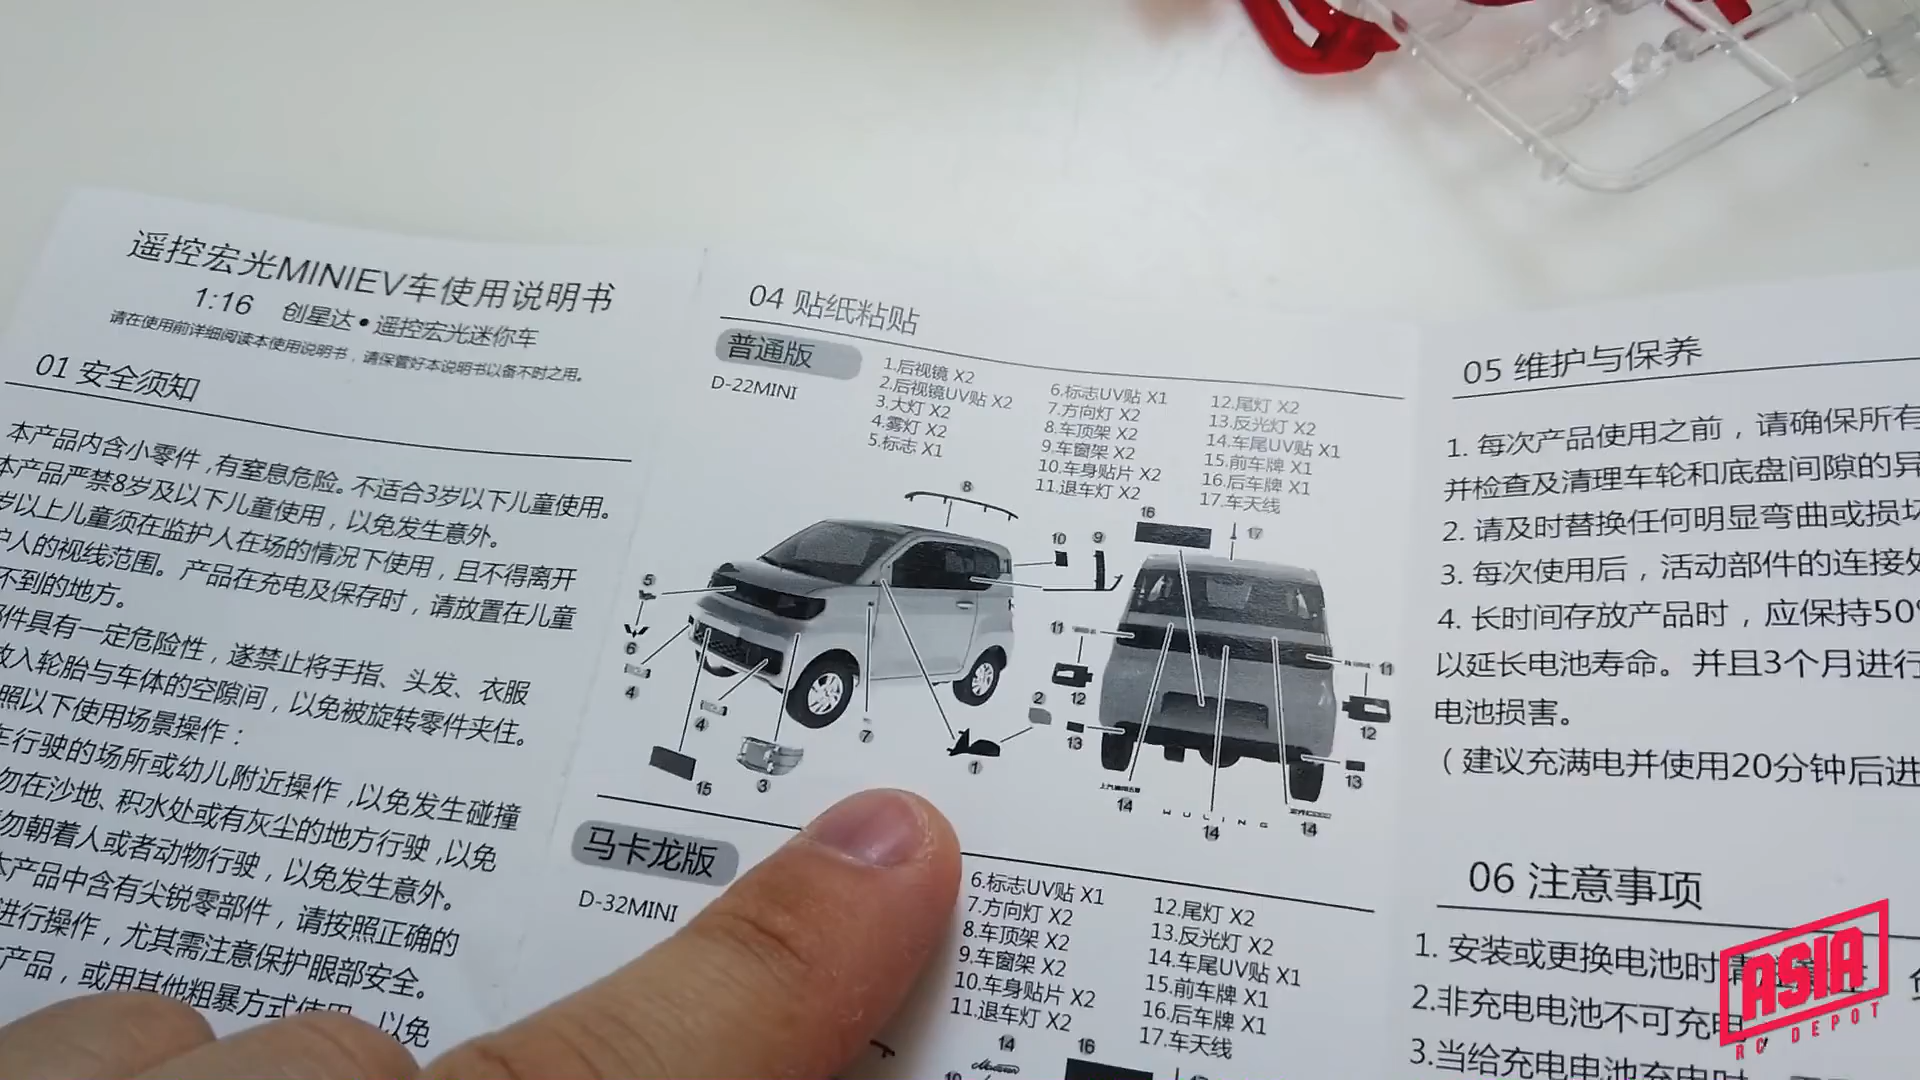 遥控宏光MINIEV车使用说明书
1:16 创星达•遥控宏光迷你车
请在使用前详细阅读本使用说明书，请保管好本说明书以备不时之用。
01 安全须知
本产品内含小零件，有窒息危险。不适合3岁以下儿童使用。
本产品严禁8岁及以下儿童使用，以免发生意外。
岁以上儿童须在监护人在场的情况下使用，且不得离开
护人的视线范围。产品在充电及保存时，请放置在儿童
不到的地方。
部件具有一定危险性，遂禁止将手指、头发、衣服
放入轮胎与车体的空隙间，以免被旋转零件夹住。
照以下使用场景操作：
车行驶的场所或幼儿附近操作，以免发生碰撞
勿在沙地、积水处或有灰尘的地方行驶，以免
勿朝着人或者动物行驶，以免发生意外。
本产品中含有尖锐零部件，请按照正确的
进行操作，尤其需注意保护眼部安全。
产品，或用其他粗暴方式使用，以免
04 贴纸粘贴
普通版
D-22MINI
1.后视镜 X2
2.后视镜UV贴 X2
3.大灯 X2
4.雾灯 X2
5.标志 X1
6.标志UV贴 X1
7.方向灯 X2
8.车顶架 X2
9.车窗架 X2
10.车身贴片 X2
11.退车灯 X2
12.尾灯 X2
13.反光灯 X2
14.车尾UV贴 X1
15.前车牌 X1
16.后车牌 X1
17.车天线
8
10
9
5
6
4
4
7
15
3
1
2
16
17
11
11
12
12
13
13
14
WULING
14
14
马卡龙版
D-32MINI
6.标志UV贴 X1
7.方向灯 X2
8.车顶架 X2
9.车窗架 X2
10.车身贴片 X2
11.退车灯 X2
12.尾灯 X2
13.反光灯 X2
14.车尾UV贴 X1
15.前车牌 X1
16.后车牌 X1
17.车天线
14
16
05 维护与保养
1. 每次产品使用之前，请确保所有
并检查及清理车轮和底盘间隙的异
2. 请及时替换任何明显弯曲或损坏
3. 每次使用后，活动部件的连接处
4. 长时间存放产品时，应保持50%
以延长电池寿命。并且3个月进行
电池损害。
（建议充满电并使用20分钟后进
06 注意事项
1. 安装或更换电池时请
2.非充电电池不可充电，
3.当给充电电池充电时，
ASIA
RC DEPOT